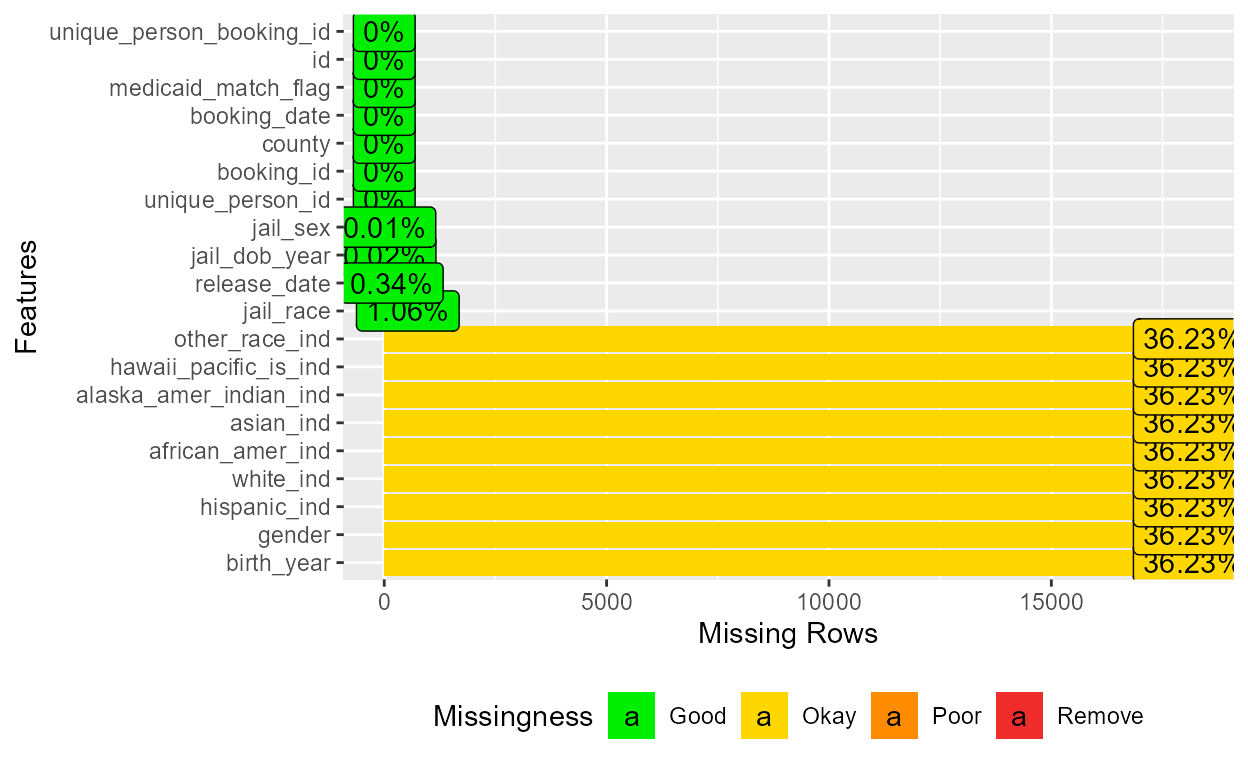 unique_person_booking_id 0%
id 0%
medicaid_match_flag 0%
booking_date 0%
county 0%
booking_id 0%
unique_person_id 0%
jail_sex 0.01%
jail_dob_year 0.02%
release_date 0.34%
jail_race 1.06%
other_race_ind 36.23%
hawaii_pacific_is_ind 36.23%
alaska_amer_indian_ind 36.23%
asian_ind 36.23%
african_amer_ind 36.23%
white_ind 36.23%
hispanic_ind 36.23%
gender 36.23%
birth_year 36.23%
Features
0 5000 10000 15000
Missing Rows
Missingness a Good a Okay a Poor a Remove